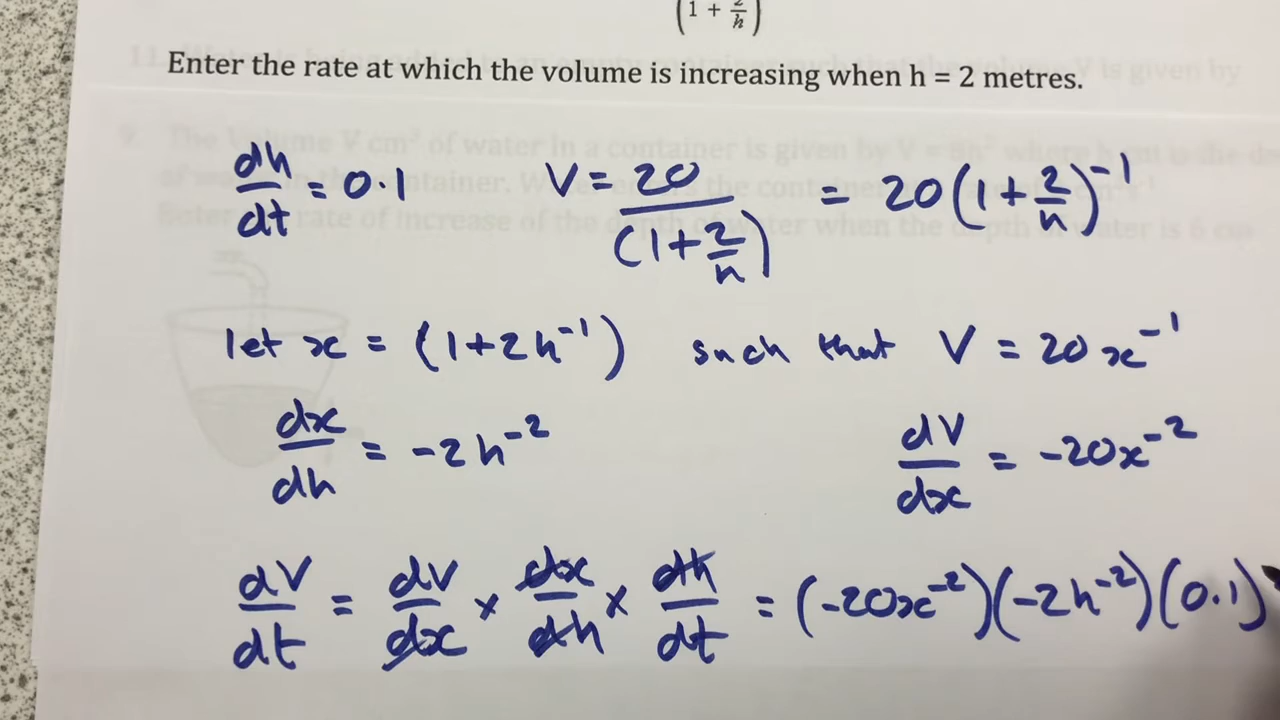 (1 + 2/h)
Enter the rate at which the volume is increasing when h = 2 metres.
dh/dt = 0.1 V = 20/(1+2/h) = 20(1+2/h)⁻¹
let x = (1+2h⁻¹) such that V = 20x⁻¹
dx/dh = -2h⁻² dV/dx = -20x⁻²
dV/dt = dV/dx × dx/dh × dh/dt = (-20x⁻²)(-2h⁻²)(0.1)